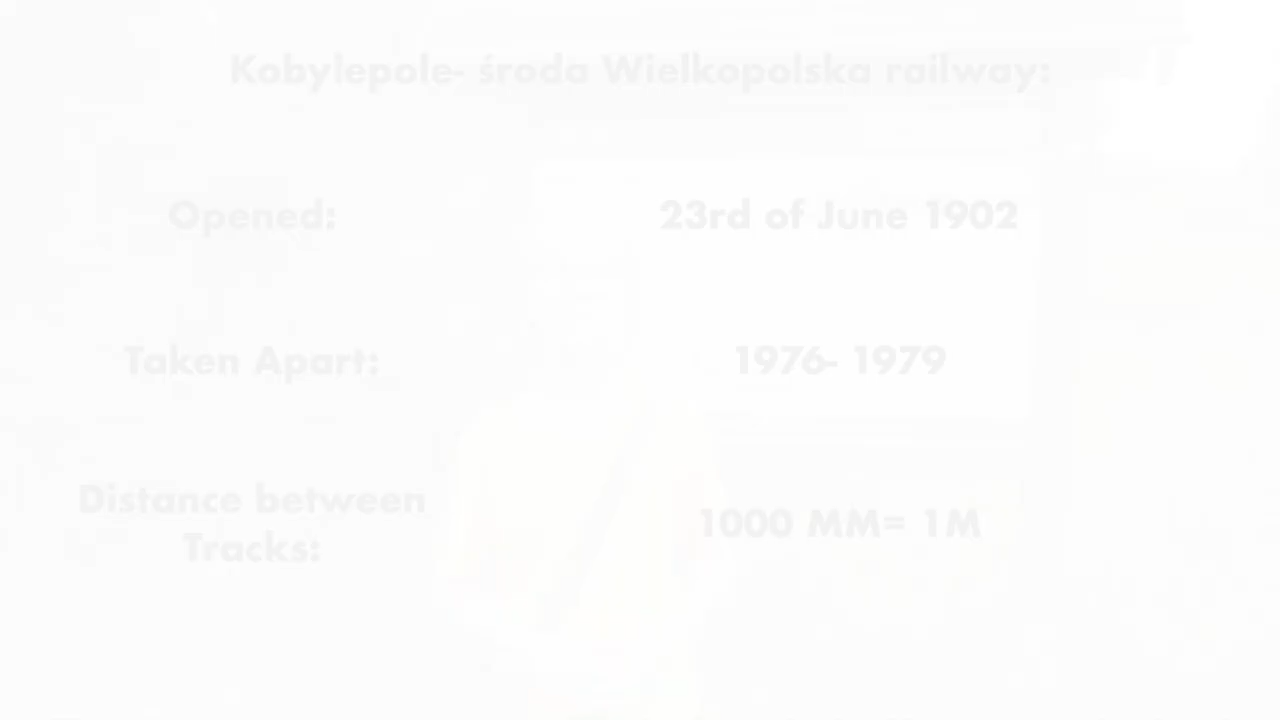 Kobylepole- środa Wielkopolska railway:
Opened:
23rd of June 1902
Taken Apart:
1976- 1979
Distance between
Tracks:
1000 MM= 1M